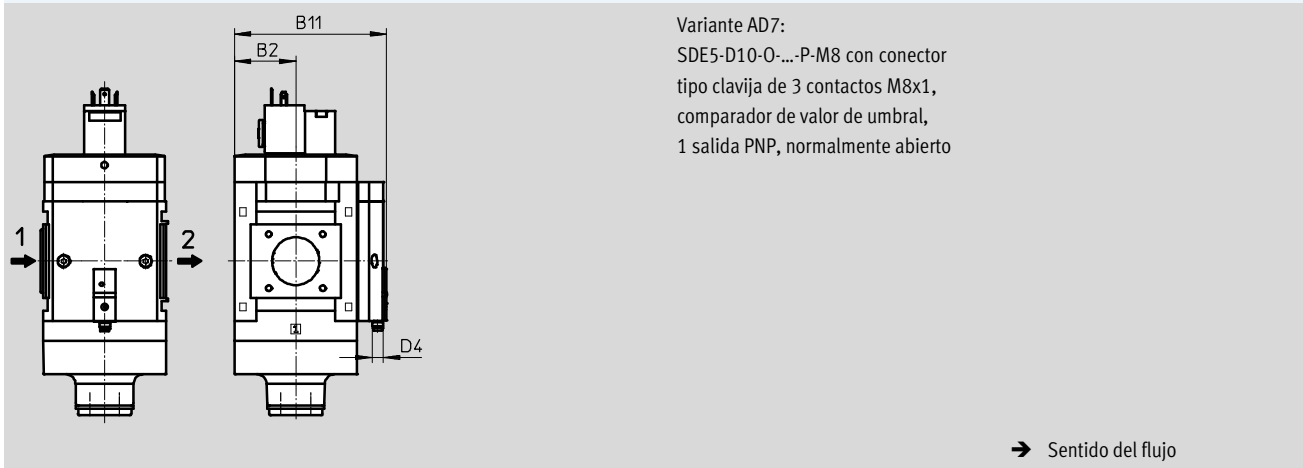 B11
B2
1
2
1
D4
Variante AD7:
SDE5-D10-O-...-P-M8 con conector
tipo clavija de 3 contactos M8x1,
comparador de valor de umbral,
1 salida PNP, normalmente abierto
➔ Sentido del flujo